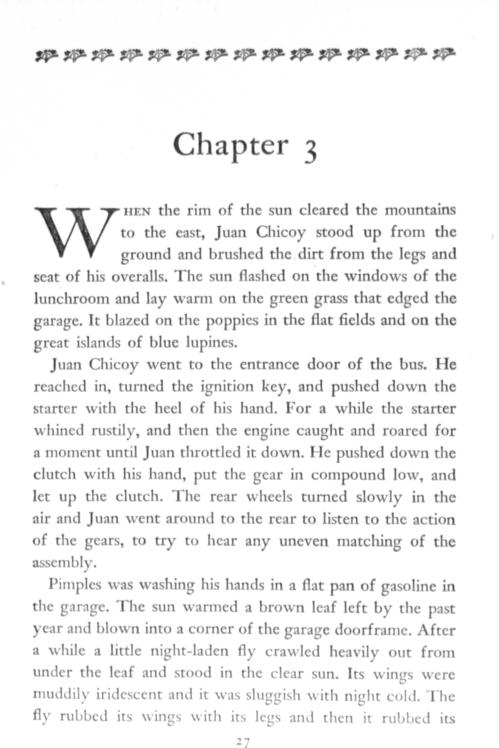 Chapter 3
WHEN the rim of the sun cleared the mountains
to the east, Juan Chicoy stood up from the
ground and brushed the dirt from the legs and
seat of his overalls. The sun flashed on the windows of the
lunchroom and lay warm on the green grass that edged the
garage. It blazed on the poppies in the flat fields and on the
great islands of blue lupines.
Juan Chicoy went to the entrance door of the bus. He
reached in, turned the ignition key, and pushed down the
starter with the heel of his hand. For a while the starter
whined rustily, and then the engine caught and roared for
a moment until Juan throttled it down. He pushed down the
clutch with his hand, put the gear in compound low, and
let up the clutch. The rear wheels turned slowly in the
air and Juan went around to the rear to listen to the action
of the gears, to try to hear any uneven matching of the
assembly.
Pimples was washing his hands in a flat pan of gasoline in
the garage. The sun warmed a brown leaf left by the past
year and blown into a corner of the garage doorframe. After
a while a little night-laden fly crawled heavily out from
under the leaf and stood in the clear sun. Its wings were
muddily iridescent and it was sluggish with night cold. The
fly rubbed its wings with its legs and then it rubbed its
27